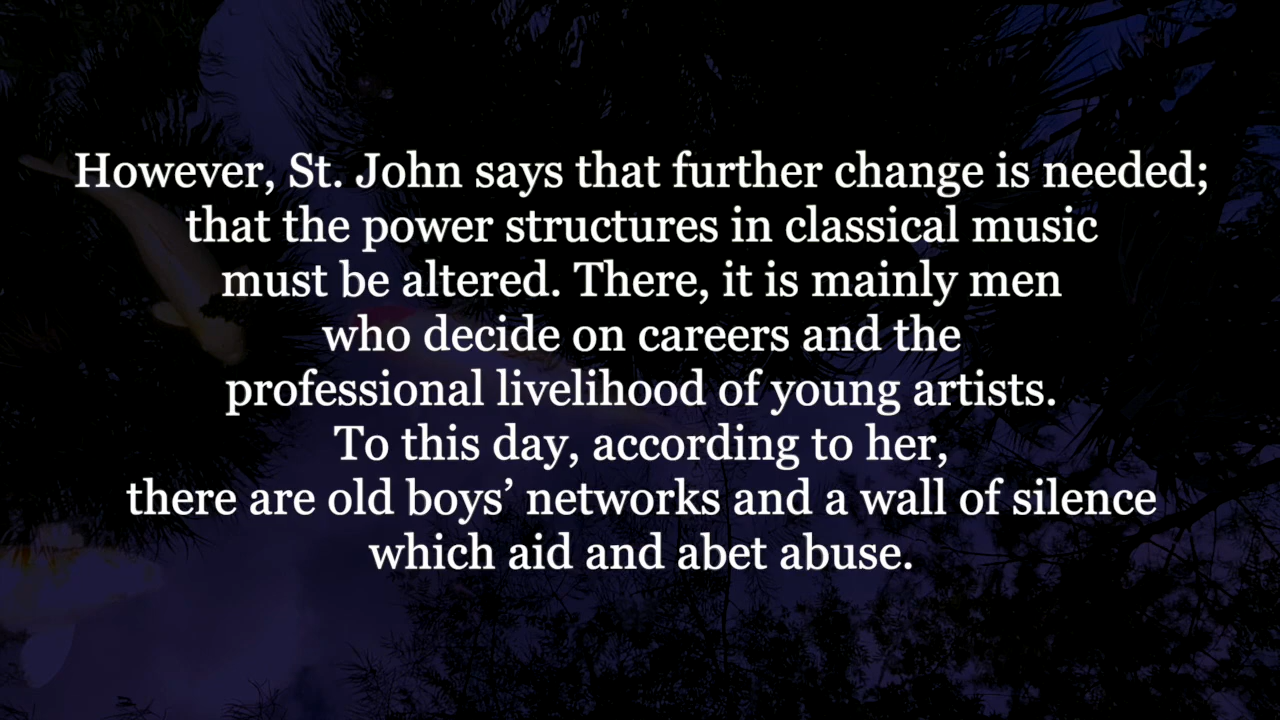 However, St. John says that further change is needed;
that the power structures in classical music
must be altered. There, it is mainly men
who decide on careers and the
professional livelihood of young artists.
To this day, according to her,
there are old boys’ networks and a wall of silence
which aid and abet abuse.